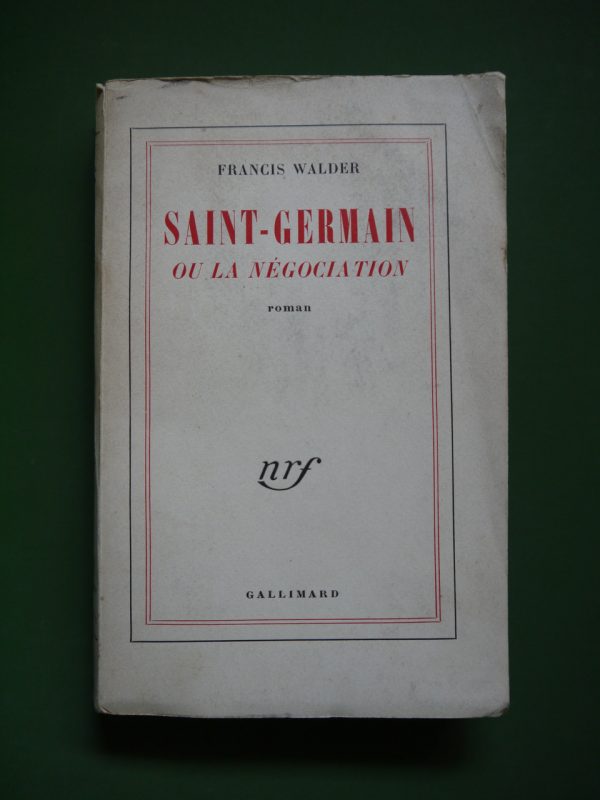 FRANCIS WALDER
SAINT-GERMAIN
OU LA NÉGOCIATION
roman
nrf
GALLIMARD